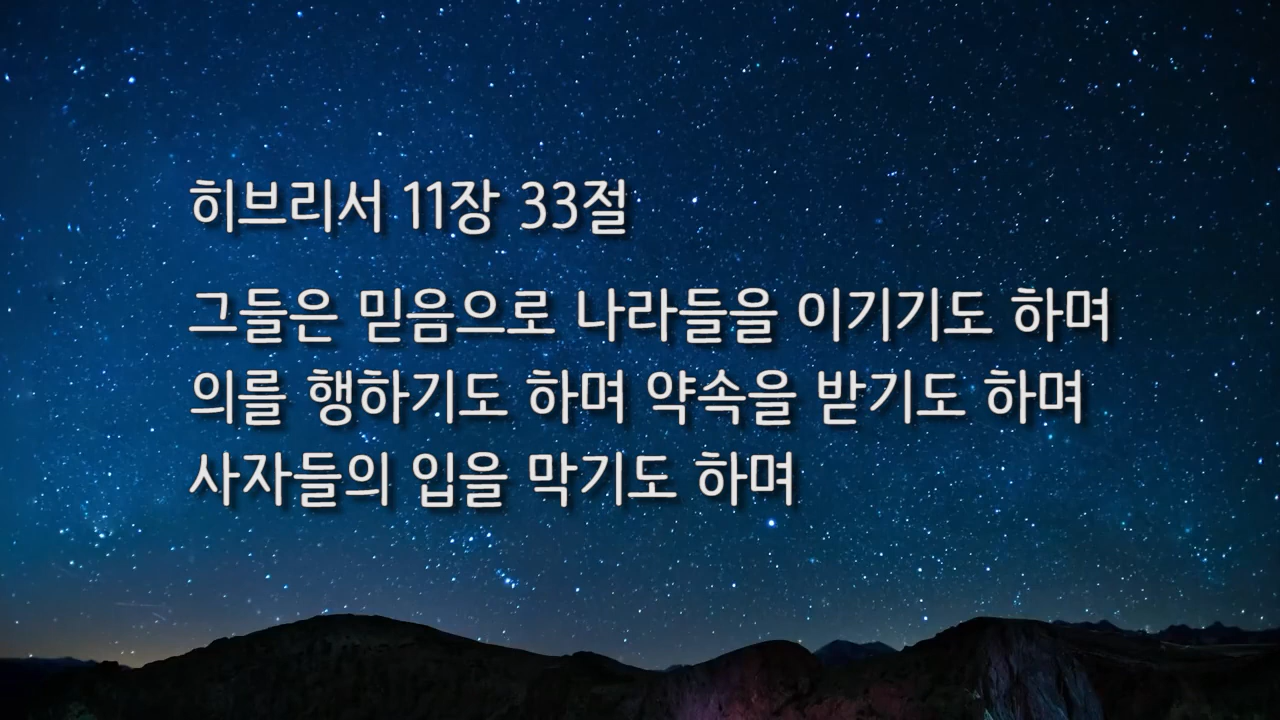 히브리서 11장 33절
그들은 믿음으로 나라들을 이기기도 하며
의를 행하기도 하며 약속을 받기도 하며
사자들의 입을 막기도 하며